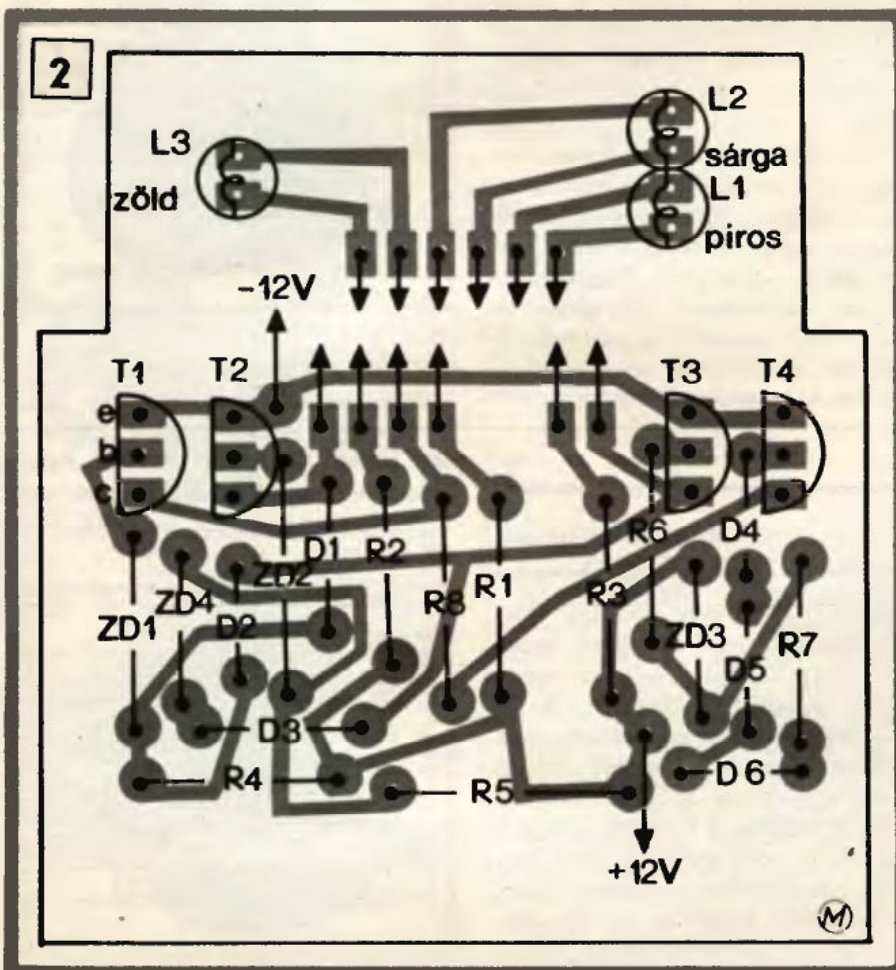 2
L3
L2
zöld
sárga
L1
piros
-12V
T1
T2
T3
T4
e
b
c
R6
D4
D1
R2
ZD2
R1
R3
ZD4
R8
ZD1
D2
ZD3
R7
D5
D3
R4
R5
D6
+12V
M